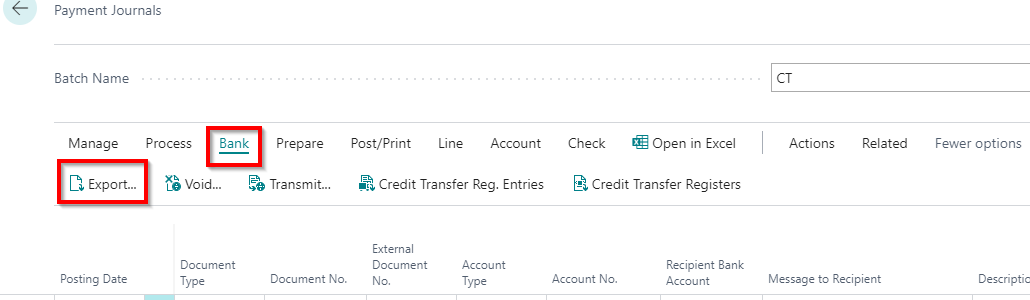 Payment Journals
Batch Name
CT
Manage Process Bank Prepare Post/Print Line Account Check Open in Excel Actions Related Fewer options
Export... Void... Transmit... Credit Transfer Reg. Entries Credit Transfer Registers
Posting Date
Document
Type
Document No.
External
Document
No.
Account
Type
Account No.
Recipient Bank
Account
Message to Recipient
Descriptio